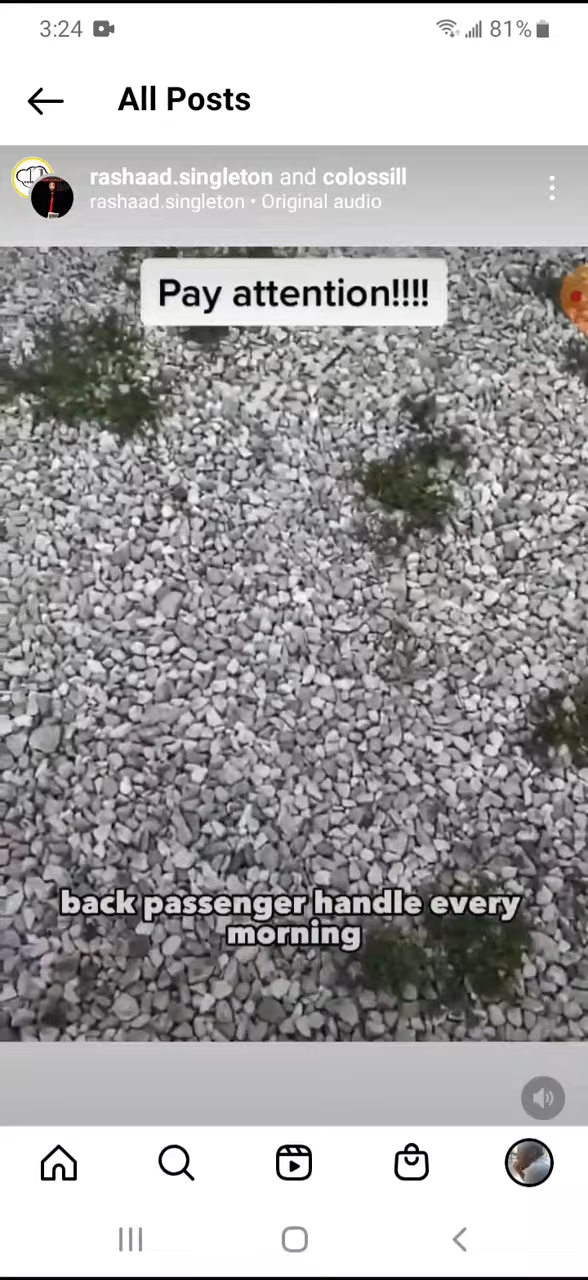 3:24
81%
All Posts
rashaad.singleton and colossill
rashaad.singleton • Original audio
Pay attention!!!!
back passenger handle every
morning